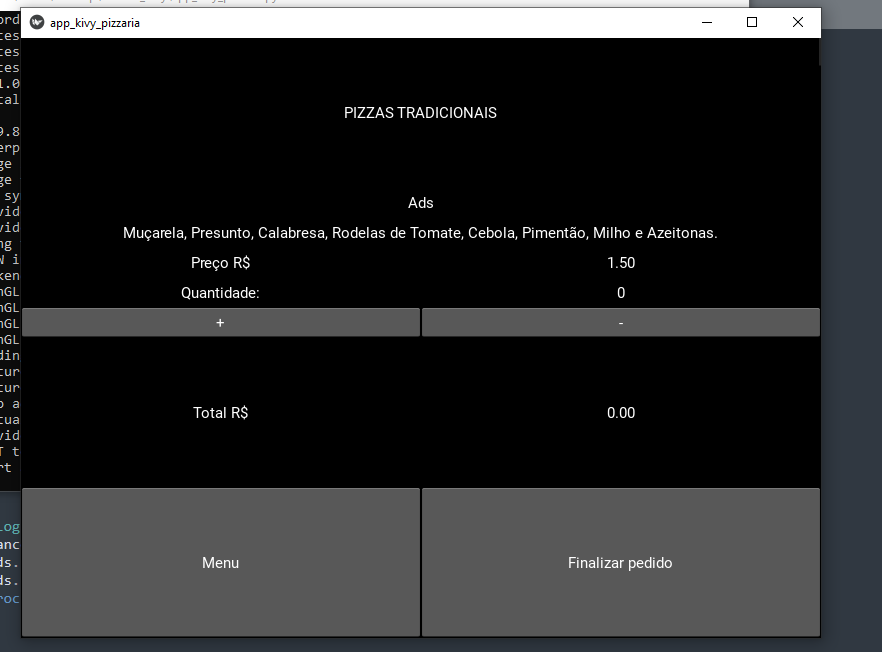 app_kivy_pizzaria
PIZZAS TRADICIONAIS
Ads
Muçarela, Presunto, Calabresa, Rodelas de Tomate, Cebola, Pimentão, Milho e Azeitonas.
Preço R$ 1.50
Quantidade: 0
+ -
Total R$ 0.00
Menu Finalizar pedido